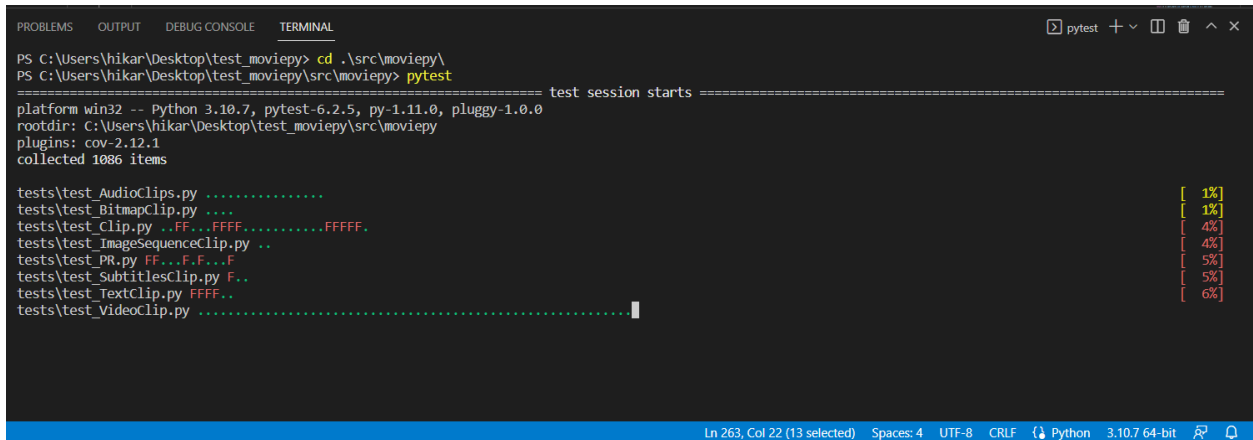 PROBLEMS OUTPUT DEBUG CONSOLE TERMINAL pytest
PS C:\Users\hikar\Desktop\test_moviepy> cd .\src\moviepy\
PS C:\Users\hikar\Desktop\test_moviepy\src\moviepy> pytest
======================================================================= test session starts =======================================================================
platform win32 -- Python 3.10.7, pytest-6.2.5, py-1.11.0, pluggy-1.0.0
rootdir: C:\Users\hikar\Desktop\test_moviepy\src\moviepy
plugins: cov-2.12.1
collected 1086 items
tests\test_AudioClips.py ................ [ 1%]
tests\test_BitmapClip.py .... [ 1%]
tests\test_Clip.py ..FF...FFFF...........FFFFF. [ 4%]
tests\test_ImageSequenceClip.py .. [ 4%]
tests\test_PR.py FF...F.F...F [ 5%]
tests\test_SubtitlesClip.py F.. [ 5%]
tests\test_TextClip.py FFFF.. [ 6%]
tests\test_VideoClip.py ..........................................................
Ln 263, Col 22 (13 selected) Spaces: 4 UTF-8 CRLF Python 3.10.7 64-bit